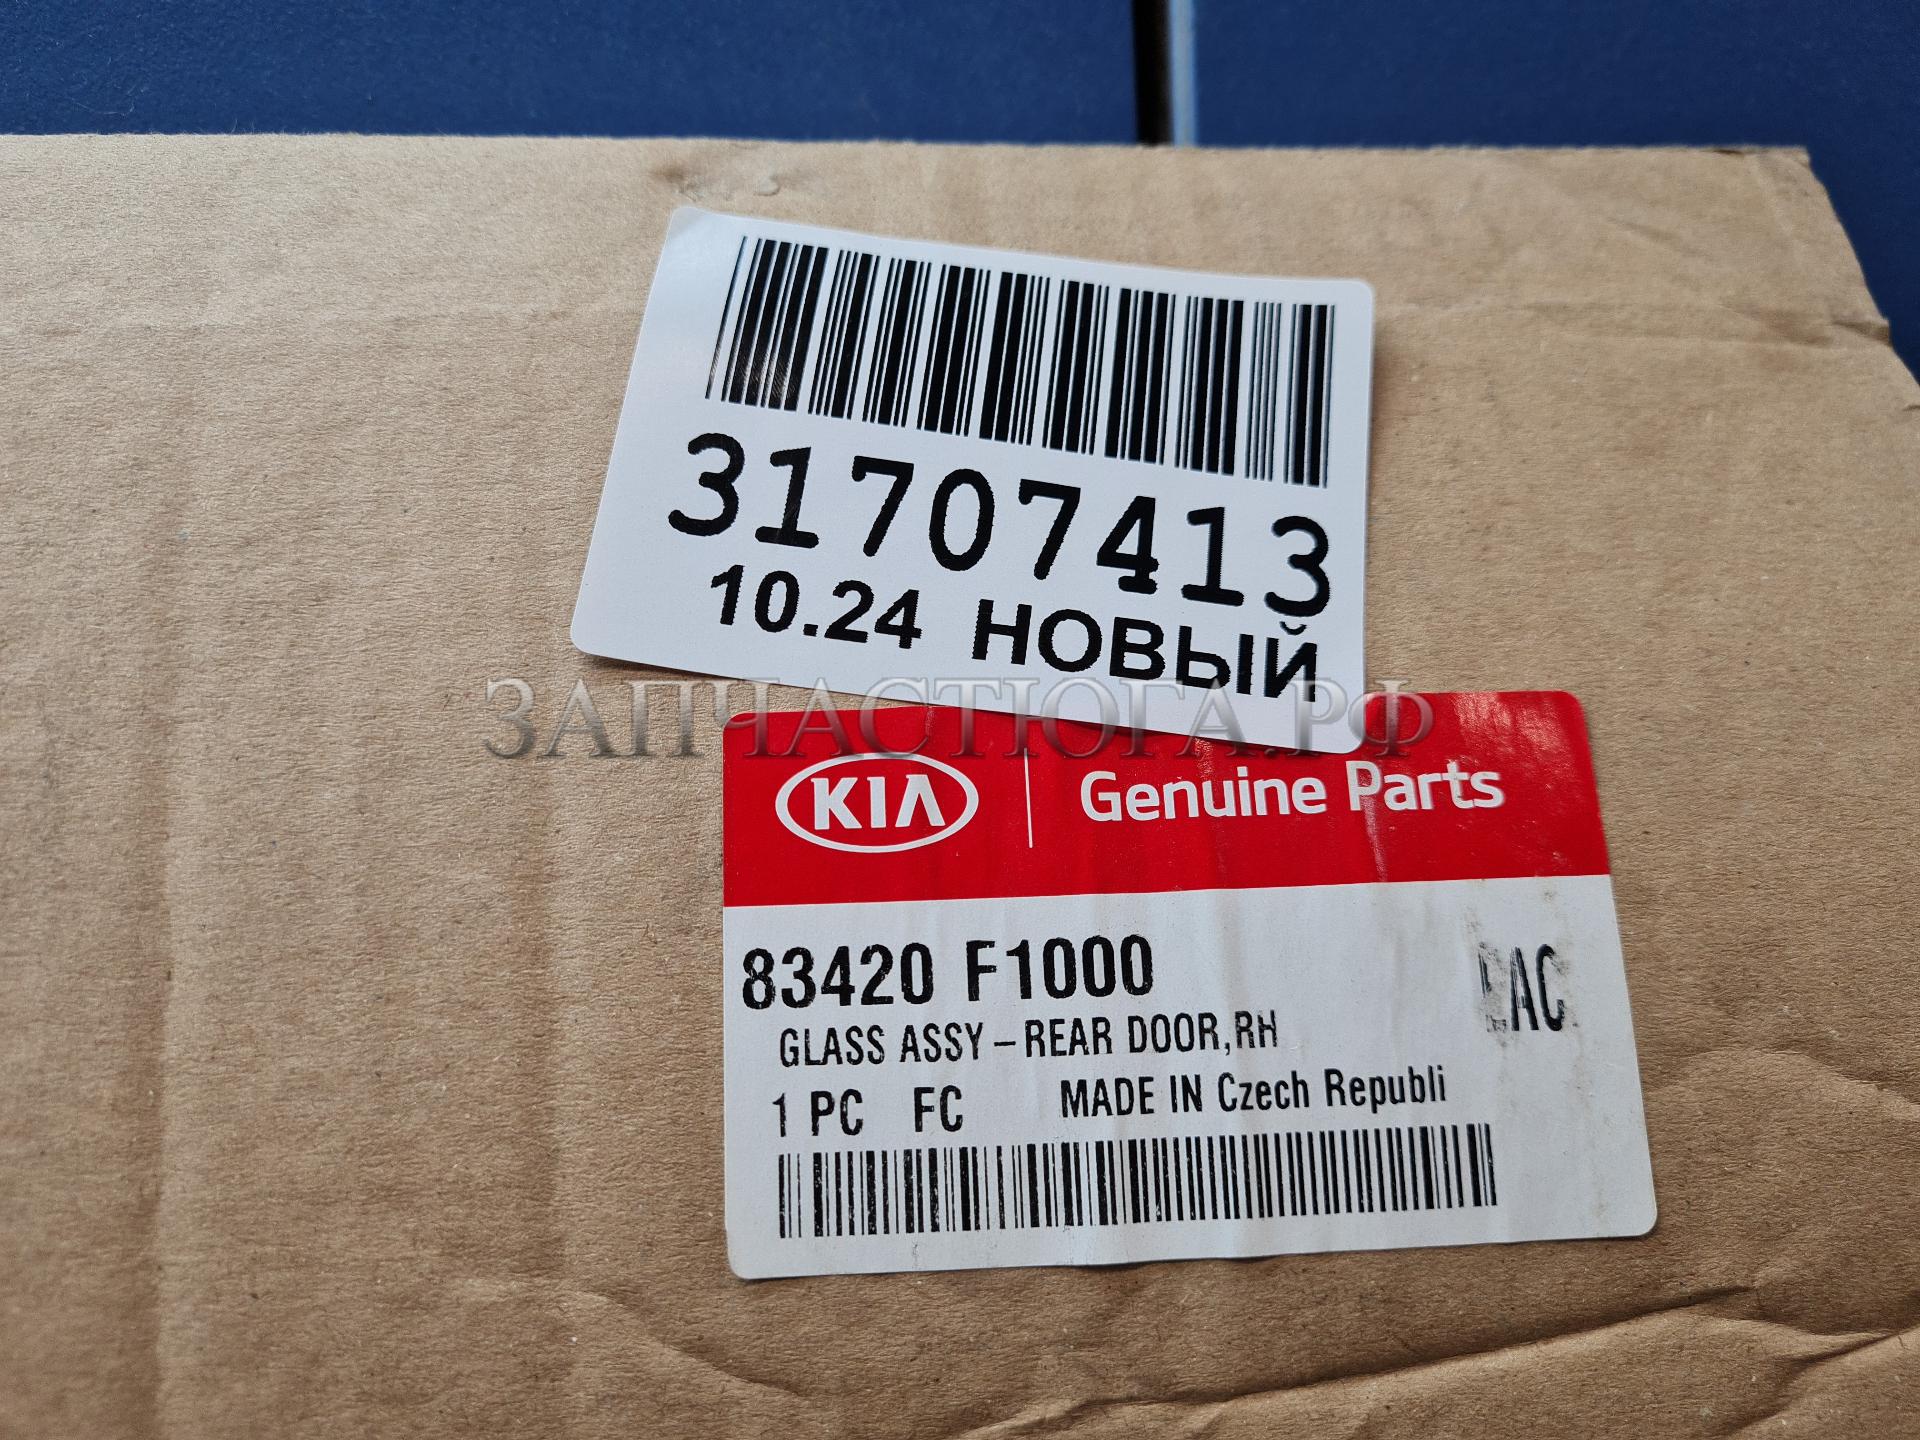 31707413
10.24 НОВЫЙ
ЗАПЧАСТЮГА.РФ
KIA Genuine Parts
83420 F1000
EAC
GLASS ASSY-REAR DOOR,RH
1 PC FC MADE IN Czech Republi